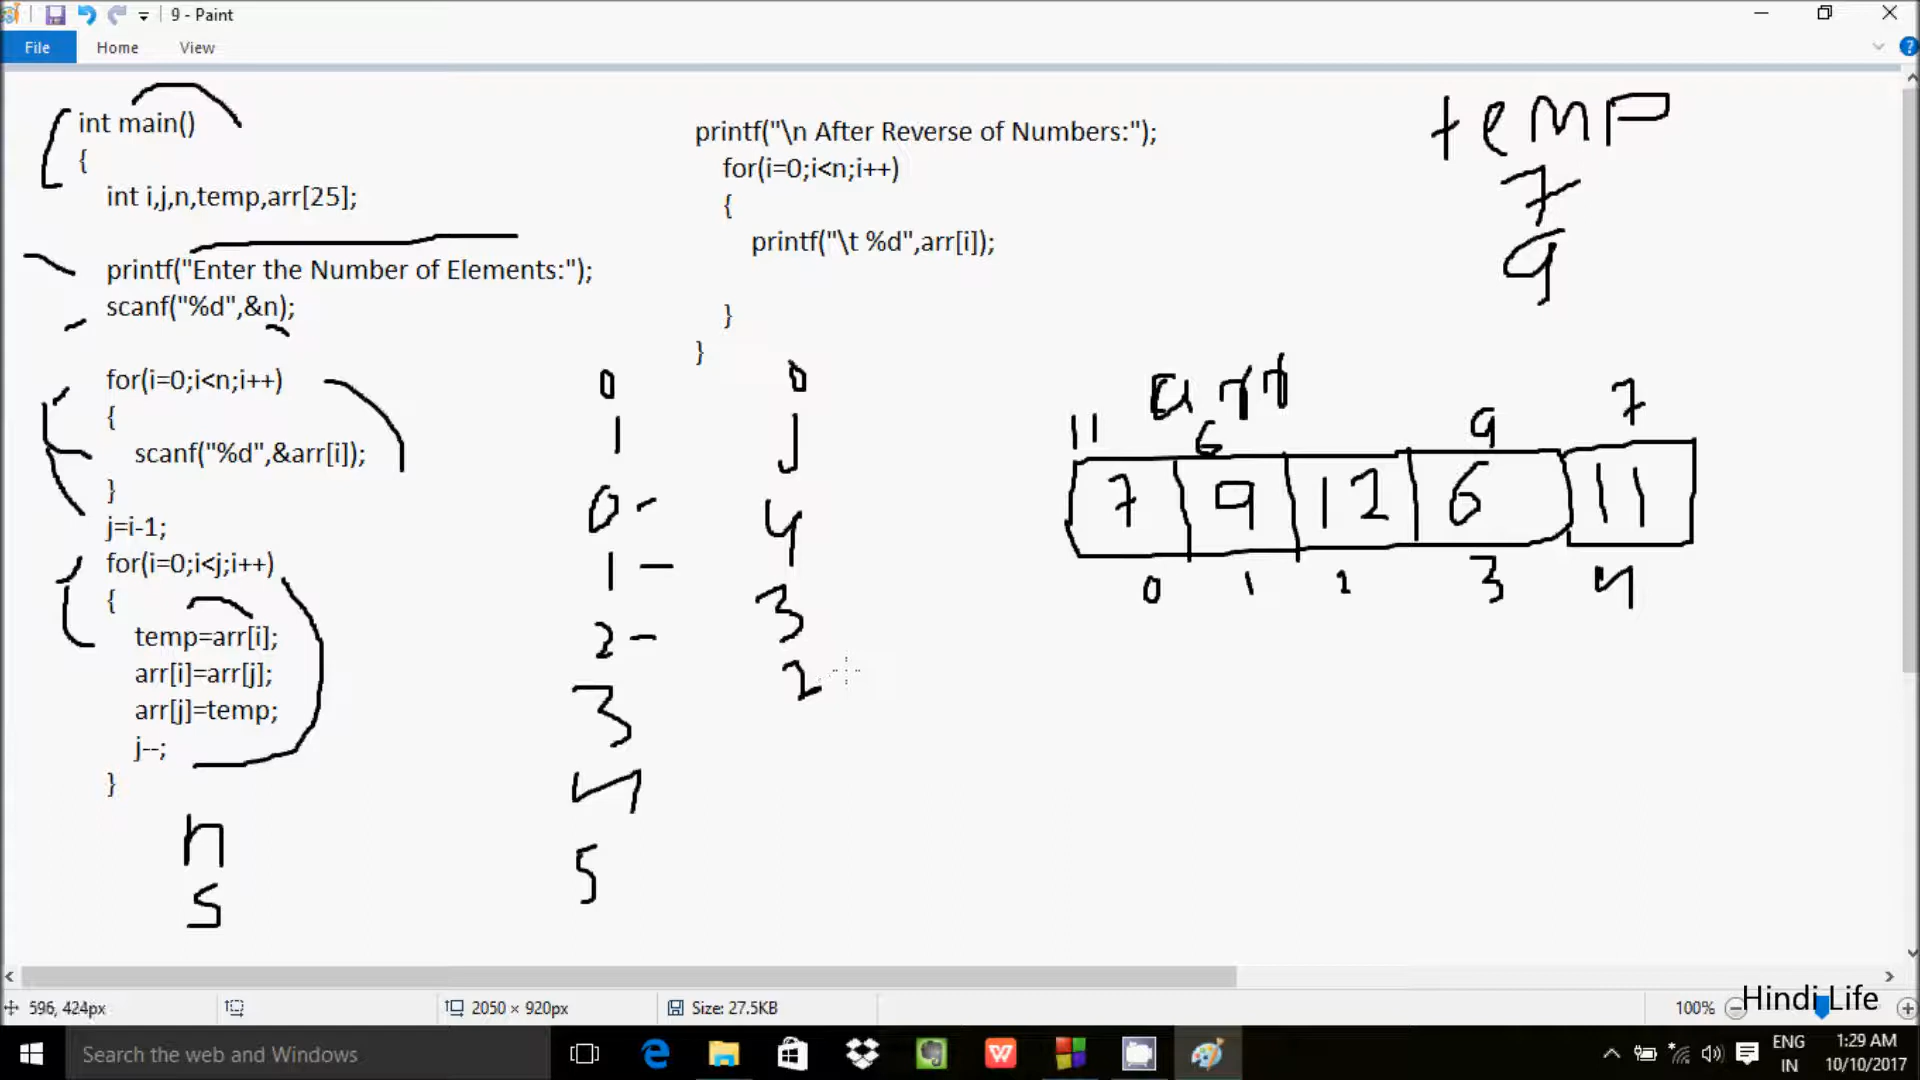 9 - Paint
File Home View
int main()
{
int i,j,n,temp,arr[25];
printf("Enter the Number of Elements:");
scanf("%d",&n);
for(i=0;i<n;i++)
{
scanf("%d",&arr[i]);
}
j=i-1;
for(i=0;i<j;i++)
{
temp=arr[i];
arr[i]=arr[j];
arr[j]=temp;
j--;
}
n
5
printf("\n After Reverse of Numbers:");
for(i=0;i<n;i++)
{
printf("\t %d",arr[i]);
}
}
0
1
0-
1-
2-
3
4
5
0
J
4
3
2
temp
7
9
arr
11 6 9 7
7 9 12 6 11
0 1 2 3 4
596, 424px 2050 × 920px Size: 27.5KB 100%
Hindi Life
Search the web and Windows
ENG 1:29 AM
IN 10/10/2017